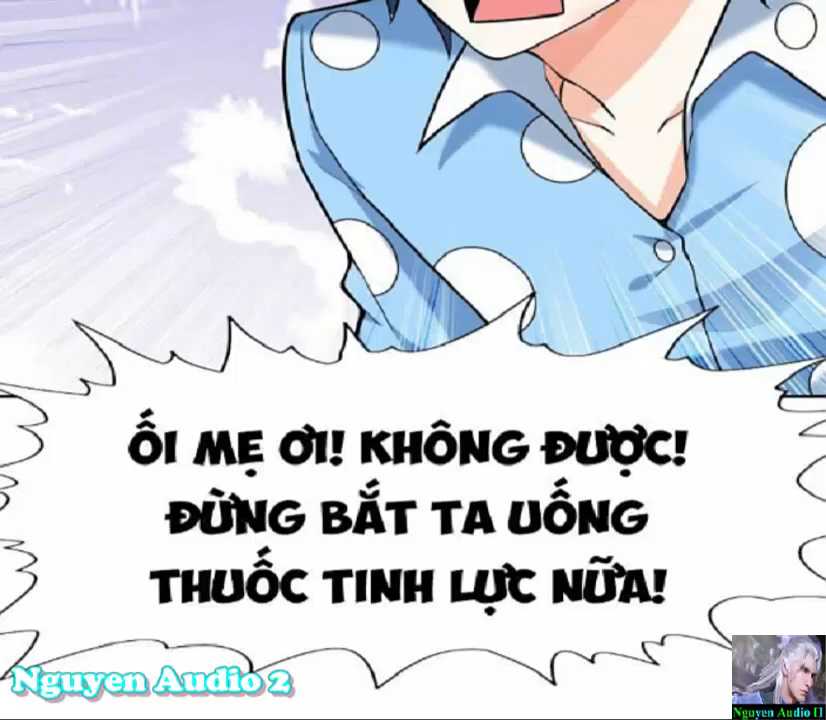 ỐI MẸ ƠI! KHÔNG ĐƯỢC!
ĐỪNG BẮT TA UỐNG
THUỐC TINH LỰC NỮA!
Nguyen Audio 2
Nguyen Audio II